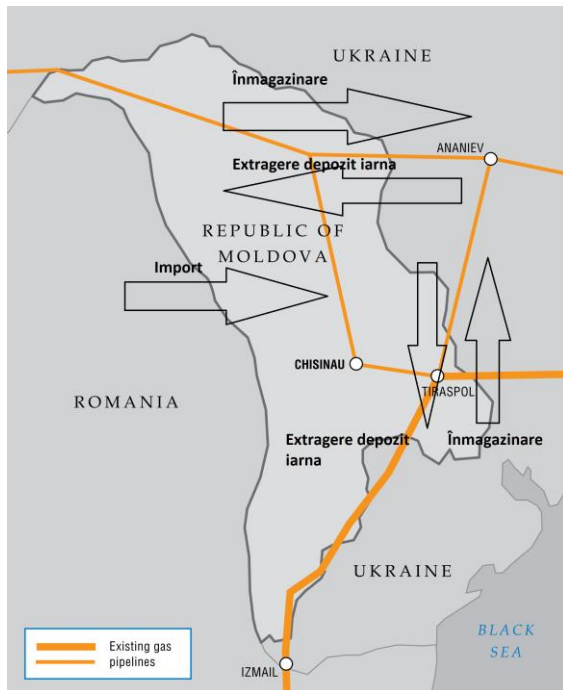 UKRAINE
Înmagazinare
ANANIEV
Extragere depozit iarna
REPUBLIC OF
MOLDOVA
Import
CHISINAU
TIRASPOL
ROMANIA
Extragere depozit
iarna
Înmagazinare
UKRAINE
BLACK
SEA
Existing gas
pipelines
IZMAIL